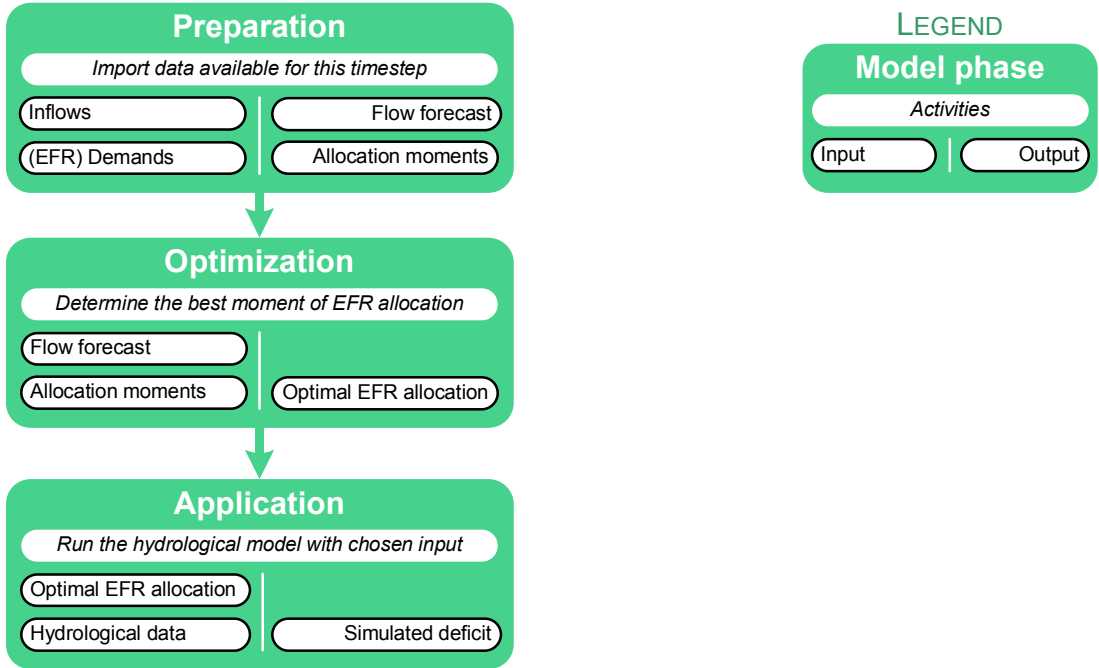 Preparation
Import data available for this timestep
Inflows
Flow forecast
(EFR) Demands
Allocation moments
Optimization
Determine the best moment of EFR allocation
Flow forecast
Allocation moments
Optimal EFR allocation
Application
Run the hydrological model with chosen input
Optimal EFR allocation
Hydrological data
Simulated deficit
LEGEND
Model phase
Activities
Input
Output